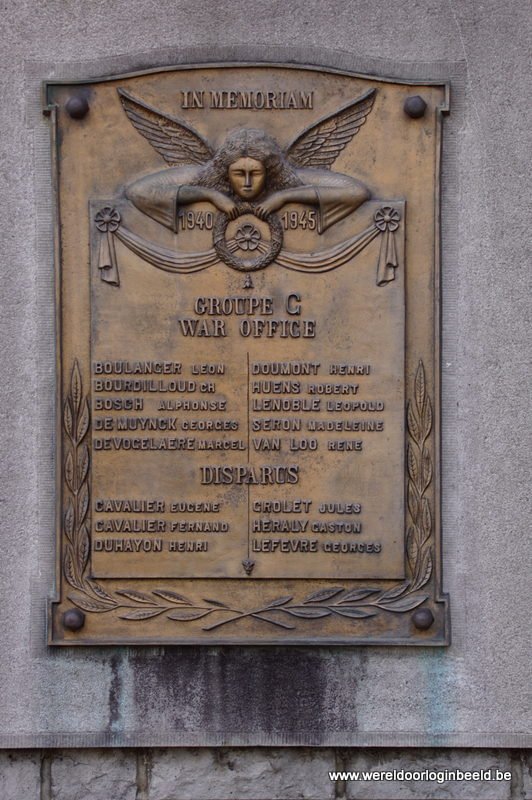 IN MEMORIAM
1940 1945
GROUPE G
WAR OFFICE
BOULANGER LEON
BOURDILLOUD CH
BOSCH ALPHONSE
DE MUYNCK GEORGES
DEVOCELAERE MARCEL
DOUMONT HENRI
HUENS ROBERT
LENOBLE LEOPOLD
SERON MADELEINE
VAN LOO RENE
DISPARUS
CAVALIER EUGENE
CAVALIER FERNAND
DUHAYON HENRI
GROLET JULES
HERALY GASTON
LEFEVRE GEORGES
www.wereldoorloginbeeld.be